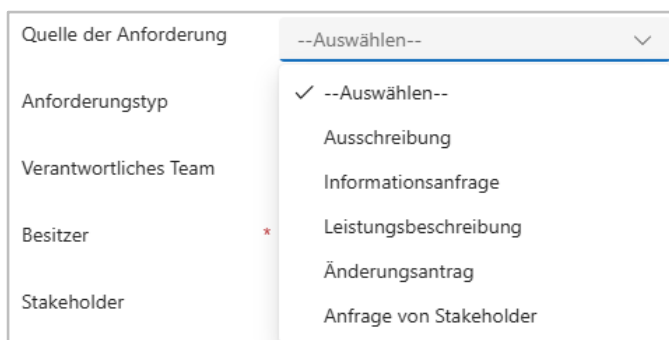 Quelle der Anforderung
--Auswählen--
Anforderungstyp
--Auswählen--
Ausschreibung
Verantwortliches Team
Informationsanfrage
Besitzer *
Leistungsbeschreibung
Änderungsantrag
Stakeholder
Anfrage von Stakeholder